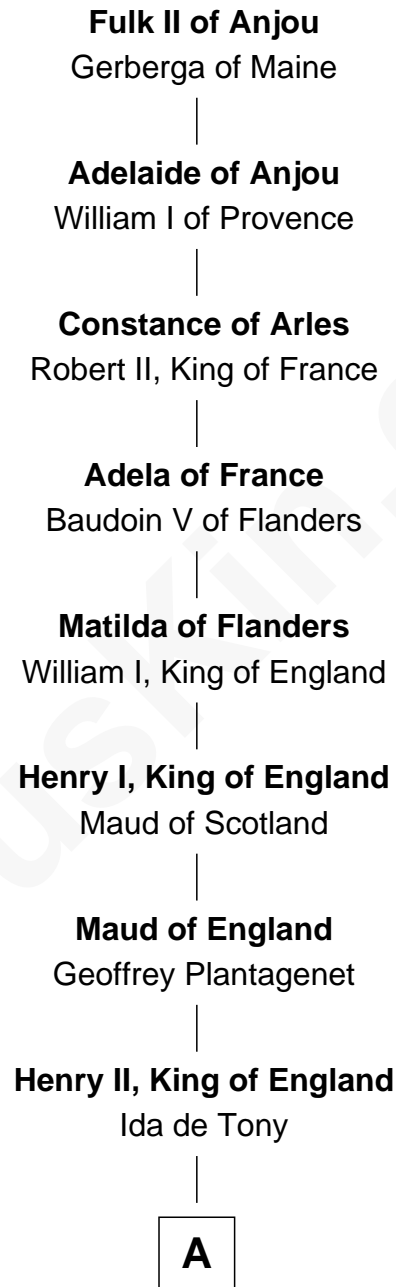 Fulk II of Anjou
Gerberga of Maine
Adelaide of Anjou
William I of Provence
Constance of Arles
Robert II, King of France
Adela of France
Baudoin V of Flanders
Matilda of Flanders
William I, King of England
Henry I, King of England
Maud of Scotland
Maud of England
Geoffrey Plantagenet
Henry II, King of England
Ida de Tony
A